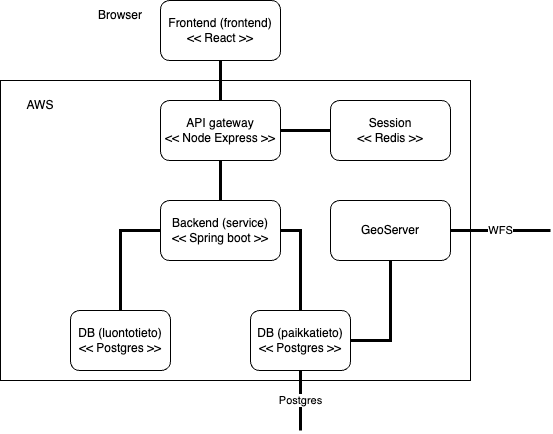 Browser
Frontend (frontend)
<< React >>
AWS
API gateway
<< Node Express >>
Session
<< Redis >>
Backend (service)
<< Spring boot >>
GeoServer
WFS
DB (luontotieto)
<< Postgres >>
DB (paikkatieto)
<< Postgres >>
Postgres